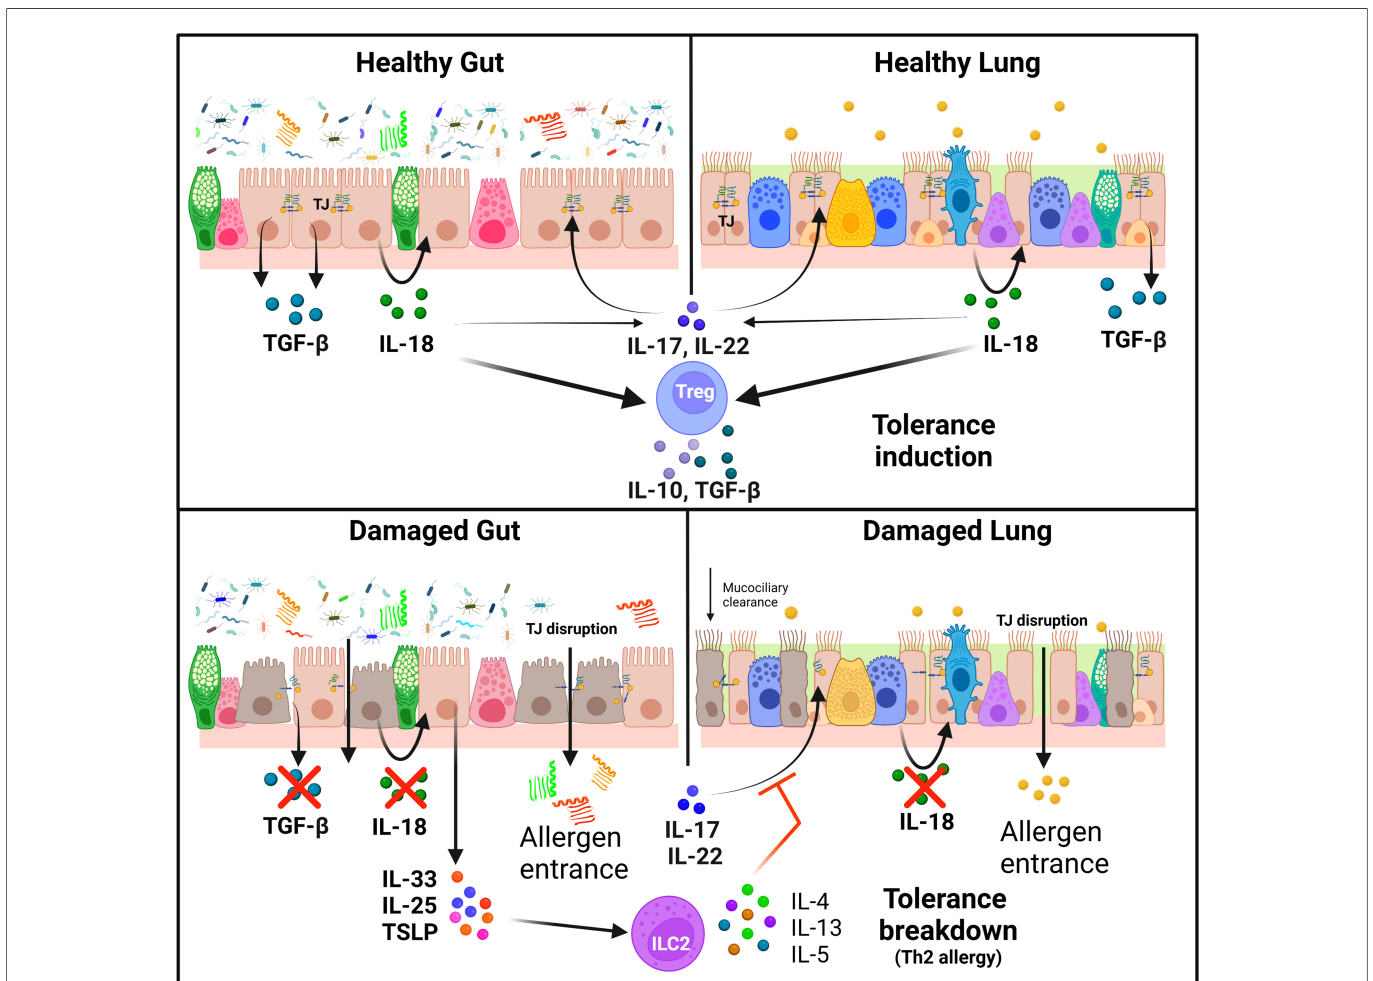 Healthy Gut
Healthy Lung
TJ
TJ
TGF-β
IL-18
IL-17, IL-22
IL-18
TGF-β
Treg
Tolerance
induction
IL-10, TGF-β
Damaged Gut
Damaged Lung
Mucociliary
clearance
TJ disruption
TJ disruption
TGF-β
IL-18
IL-17
IL-22
IL-18
Allergen
entrance
Allergen
entrance
IL-33
IL-25
TSLP
ILC2
IL-4
IL-13
IL-5
Tolerance
breakdown
(Th2 allergy)